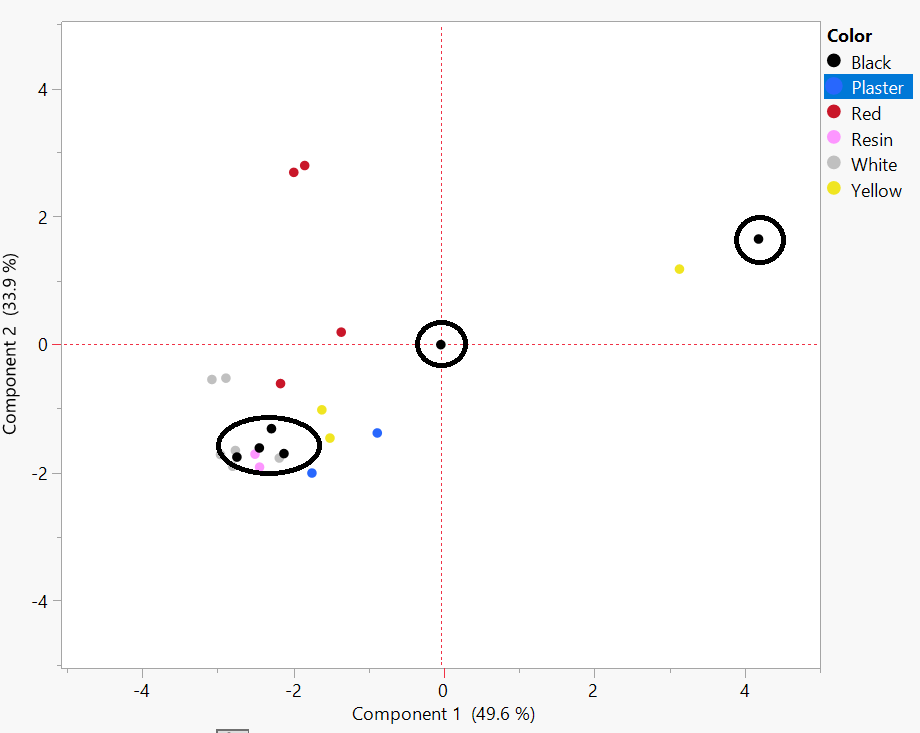 Color
Black
Plaster
Red
Resin
White
Yellow
4
2
0
-2
-4
Component 2 (33.9 %)
-4
-2
0
2
4
Component 1 (49.6 %)